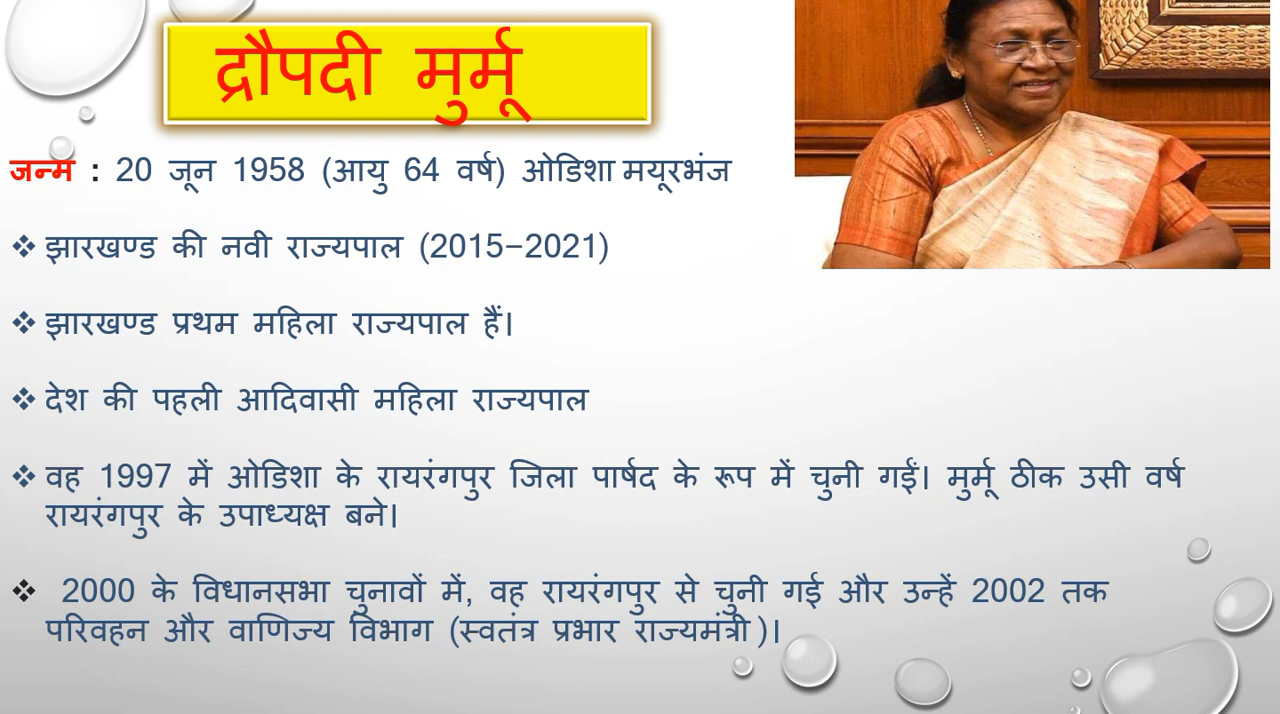 द्रौपदी मुर्मू
जन्म : 20 जून 1958 (आयु 64 वर्ष) ओडिशा मयूरभंज
❖ झारखण्ड की नवी राज्यपाल (2015–2021)
❖ झारखण्ड प्रथम महिला राज्यपाल हैं।
❖ देश की पहली आदिवासी महिला राज्यपाल
❖ वह 1997 में ओडिशा के रायरंगपुर जिला पार्षद के रूप में चुनी गईं। मुर्मू ठीक उसी वर्ष
रायरंगपुर के उपाध्यक्ष बने।
❖ 2000 के विधानसभा चुनावों में, वह रायरंगपुर से चुनी गई और उन्हें 2002 तक
परिवहन और वाणिज्य विभाग (स्वतंत्र प्रभार राज्यमंत्री )।